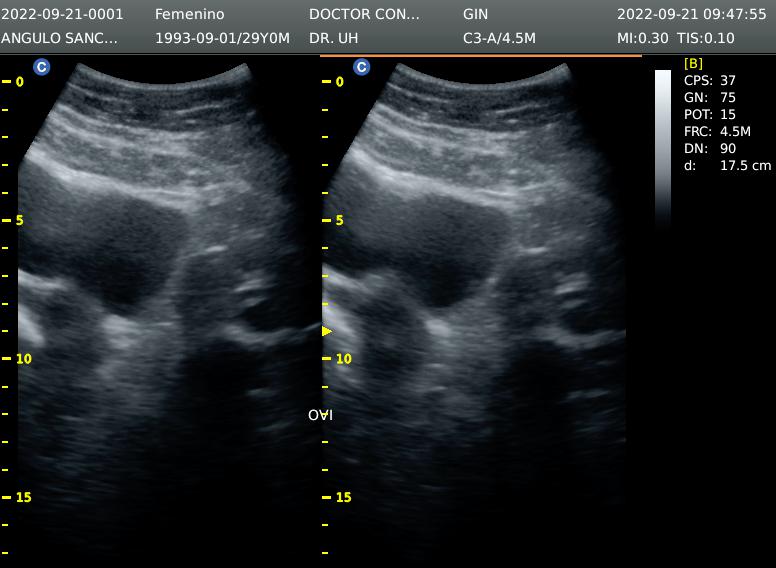 2022-09-21-0001 Femenino DOCTOR CON... GIN 2022-09-21 09:47:55
ANGULO SANC... 1993-09-01/29Y0M DR. UH C3-A/4.5M MI:0.30 TIS:0.10
C C [B]
0 0 CPS: 37
GN: 75
POT: 15
FRC: 4.5M
DN: 90
d: 17.5 cm
5 5
10 10
OVI
15 15